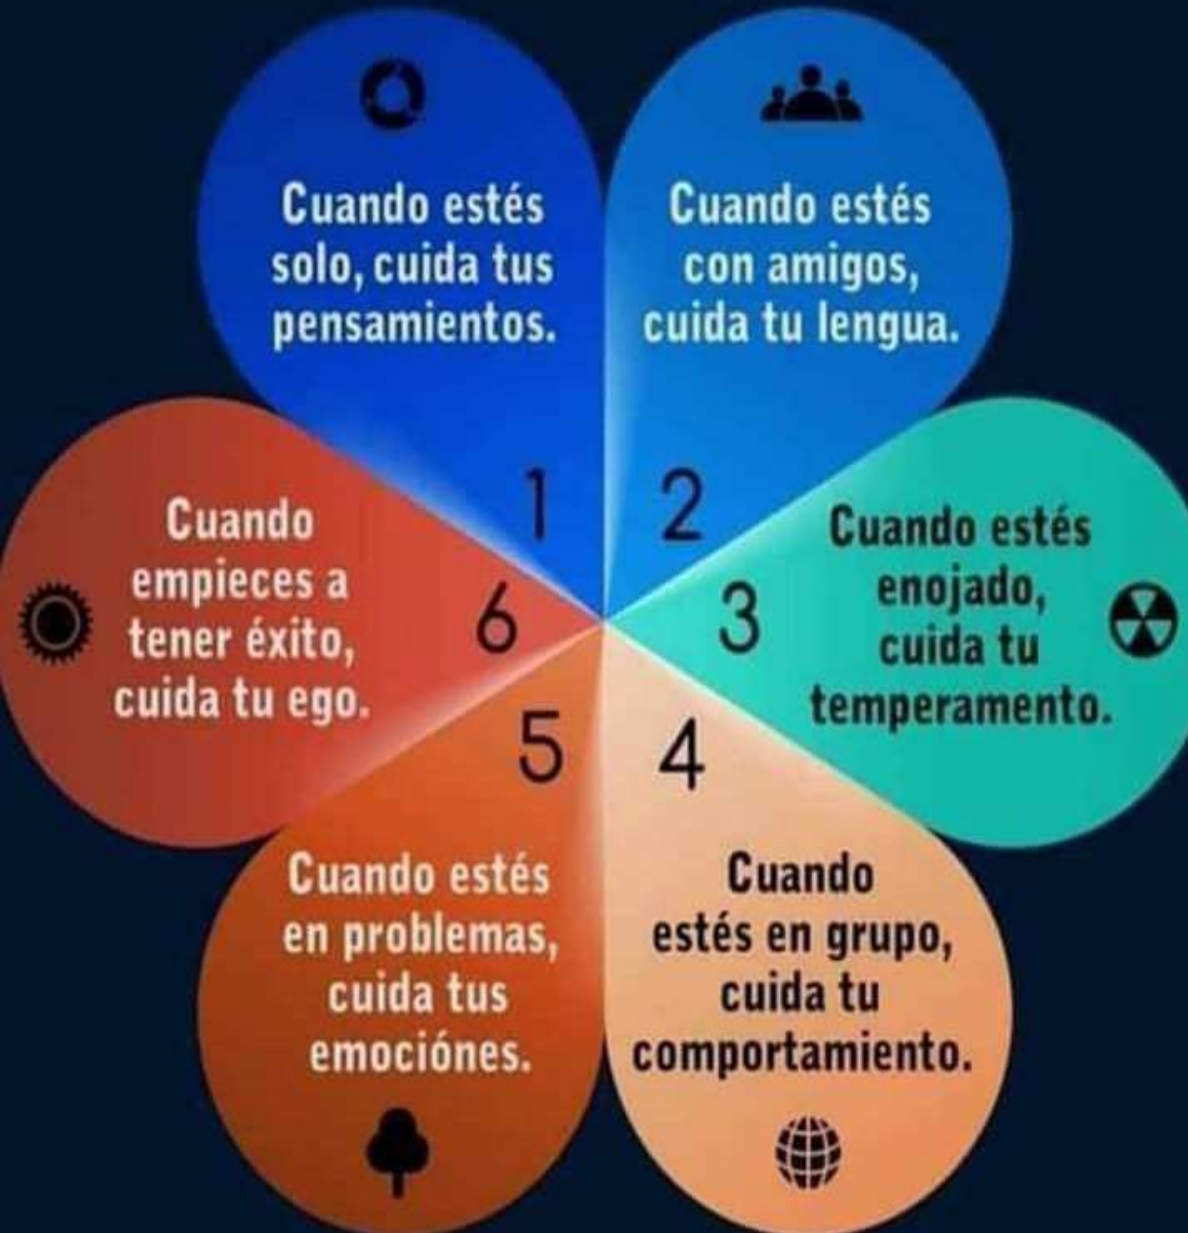 Cuando estés
solo, cuida tus
pensamientos.
1
Cuando estés
con amigos,
cuida tu lengua.
2
Cuando estés
enojado,
cuida tu
temperamento.
3
4
Cuando
estés en grupo,
cuida tu
comportamiento.
5
Cuando estés
en problemas,
cuida tus
emociónes.
6
Cuando
empieces a
tener éxito,
cuida tu ego.